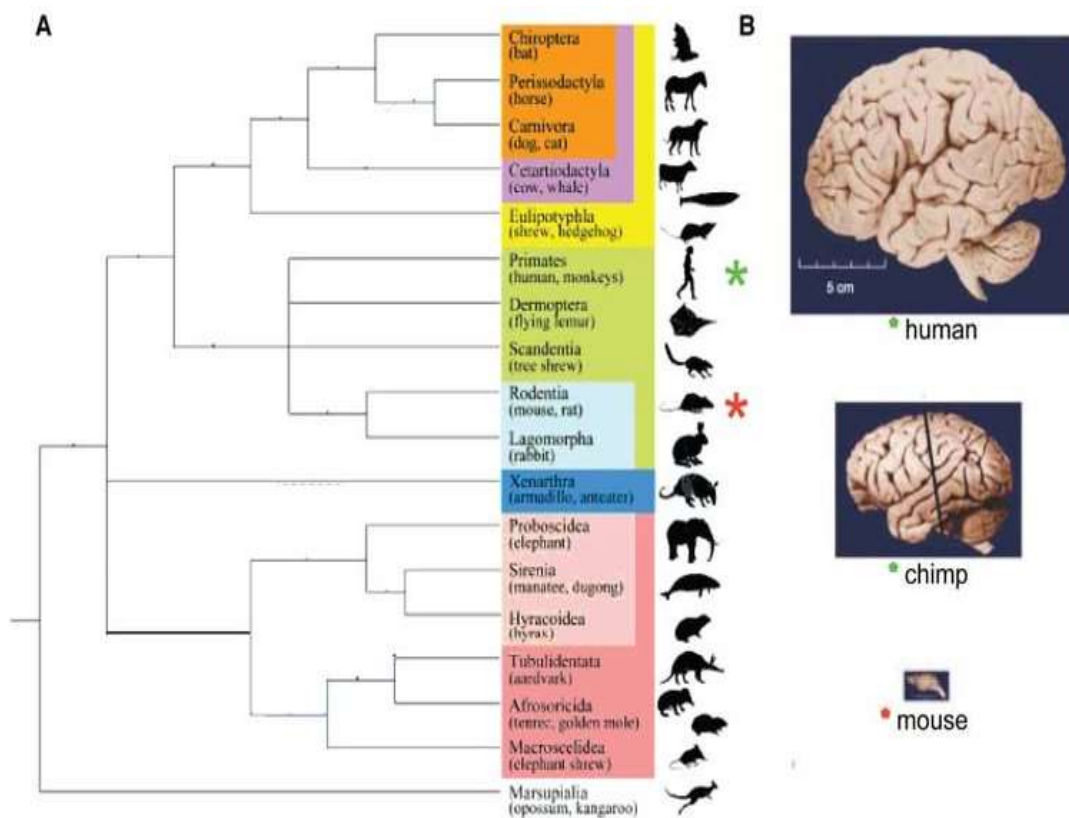 A
B
Chiroptera
(bat)
Perissodactyla
(horse)
Carnivora
(dog, cat)
Cetartiodactyla
(cow, whale)
Eulipotyphla
(shrew, hedgehog)
Primates
(human, monkeys)
Dermoptera
(flying lemur)
Scandentia
(tree shrew)
Rodentia
(mouse, rat)
Lagomorpha
(rabbit)
Xenarthra
(armadillo, anteater)
Proboscidea
(elephant)
Sirenia
(manatee, dugong)
Hyracoidea
(hyrax)
Tubulidentata
(aardvark)
Afrosoricida
(tenrec, golden mole)
Macroscelidea
(elephant shrew)
Marsupialia
(opossum, kangaroo)
5 cm
* human
* chimp
* mouse